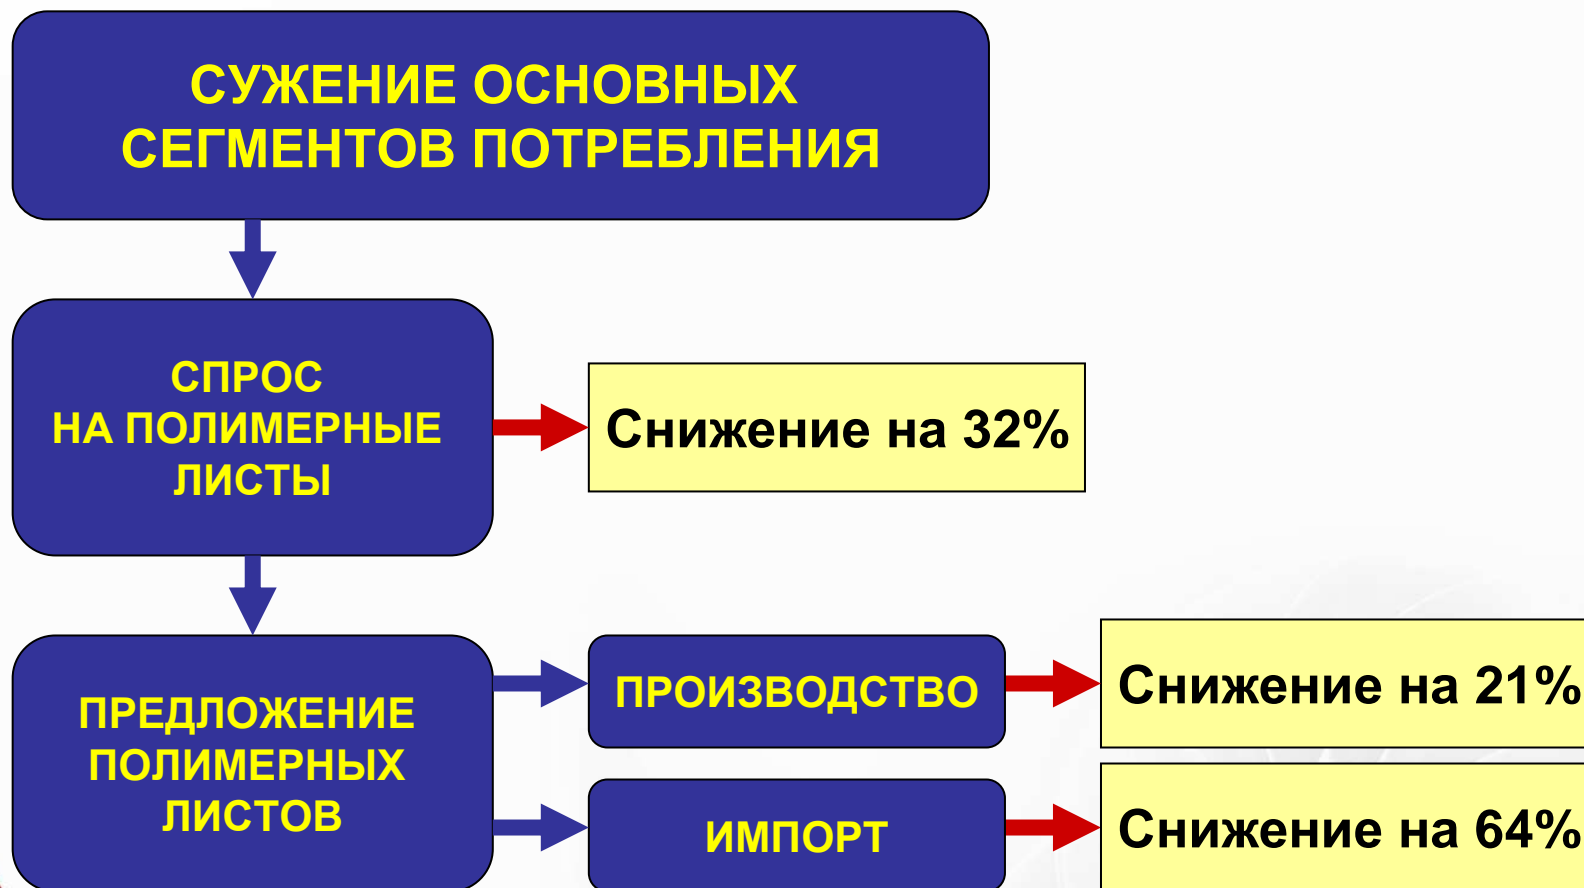 СУЖЕНИЕ ОСНОВНЫХ
СЕГМЕНТОВ ПОТРЕБЛЕНИЯ
СПРОС
НА ПОЛИМЕРНЫЕ
ЛИСТЫ
Снижение на 32%
ПРЕДЛОЖЕНИЕ
ПОЛИМЕРНЫХ
ЛИСТОВ
ПРОИЗВОДСТВО
Снижение на 21%
ИМПОРТ
Снижение на 64%